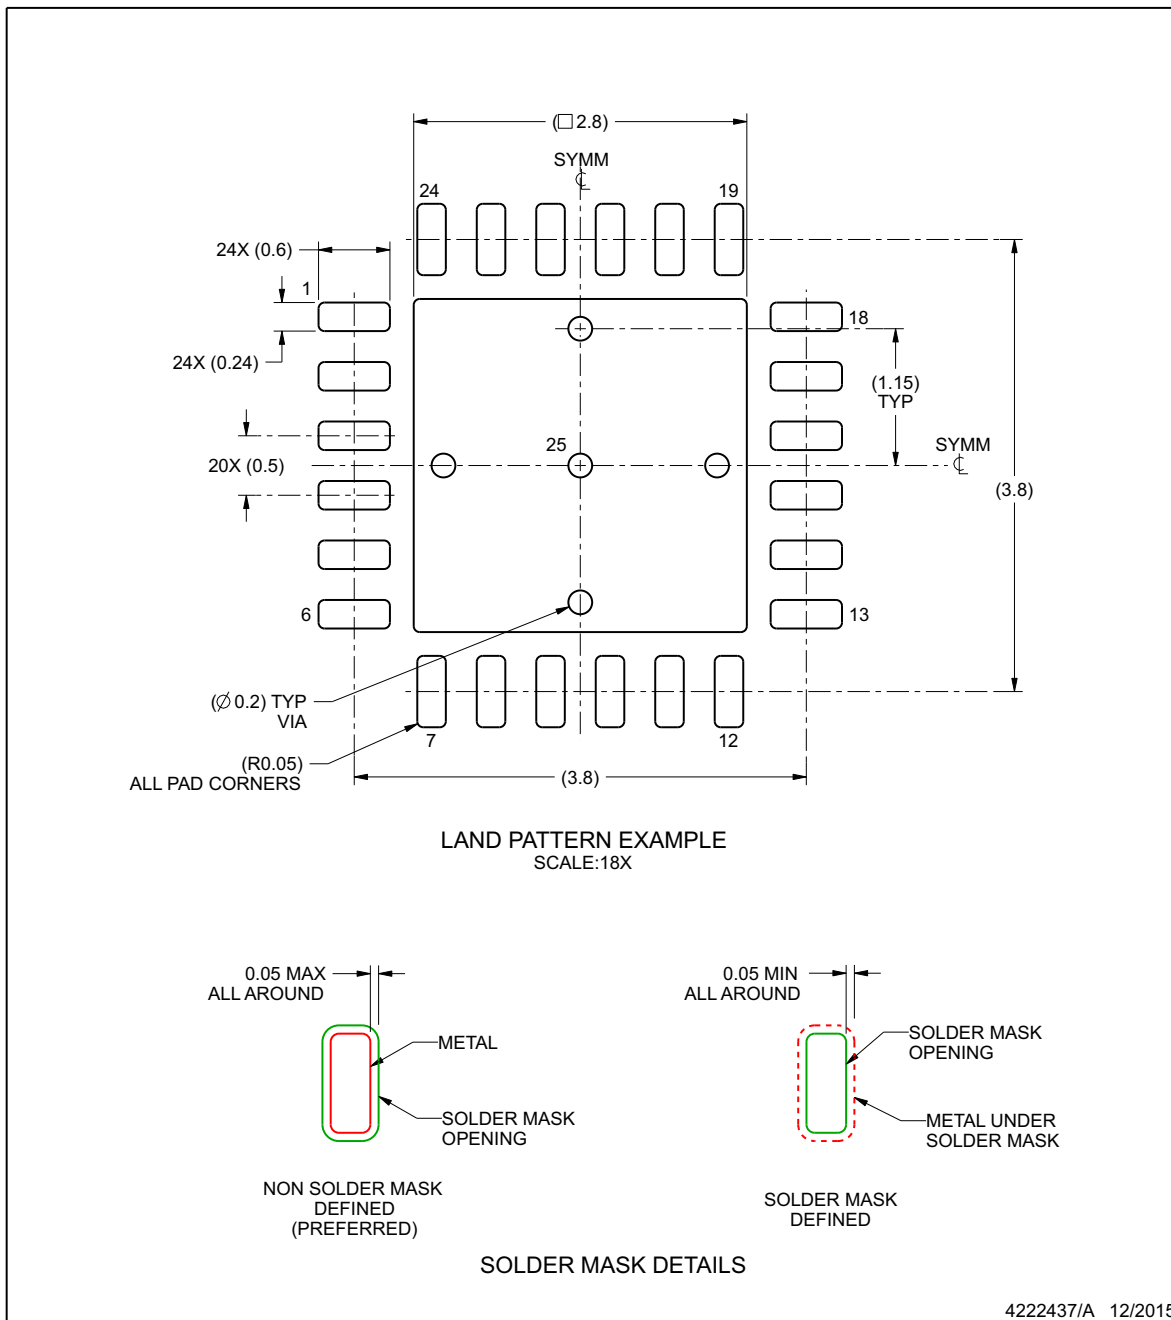 (□ 2.8)
SYMM
℄
24
19
24X (0.6)
1
18
24X (0.24)
(1.15)
TYP
25
SYMM
℄
20X (0.5)
(3.8)
6
13
(Ø 0.2) TYP
VIA
7
12
(R0.05)
ALL PAD CORNERS
(3.8)
LAND PATTERN EXAMPLE
SCALE:18X
0.05 MAX
ALL AROUND
METAL
SOLDER MASK
OPENING
NON SOLDER MASK
DEFINED
(PREFERRED)
0.05 MIN
ALL AROUND
SOLDER MASK
OPENING
METAL UNDER
SOLDER MASK
SOLDER MASK
DEFINED
SOLDER MASK DETAILS
4222437/A 12/2015